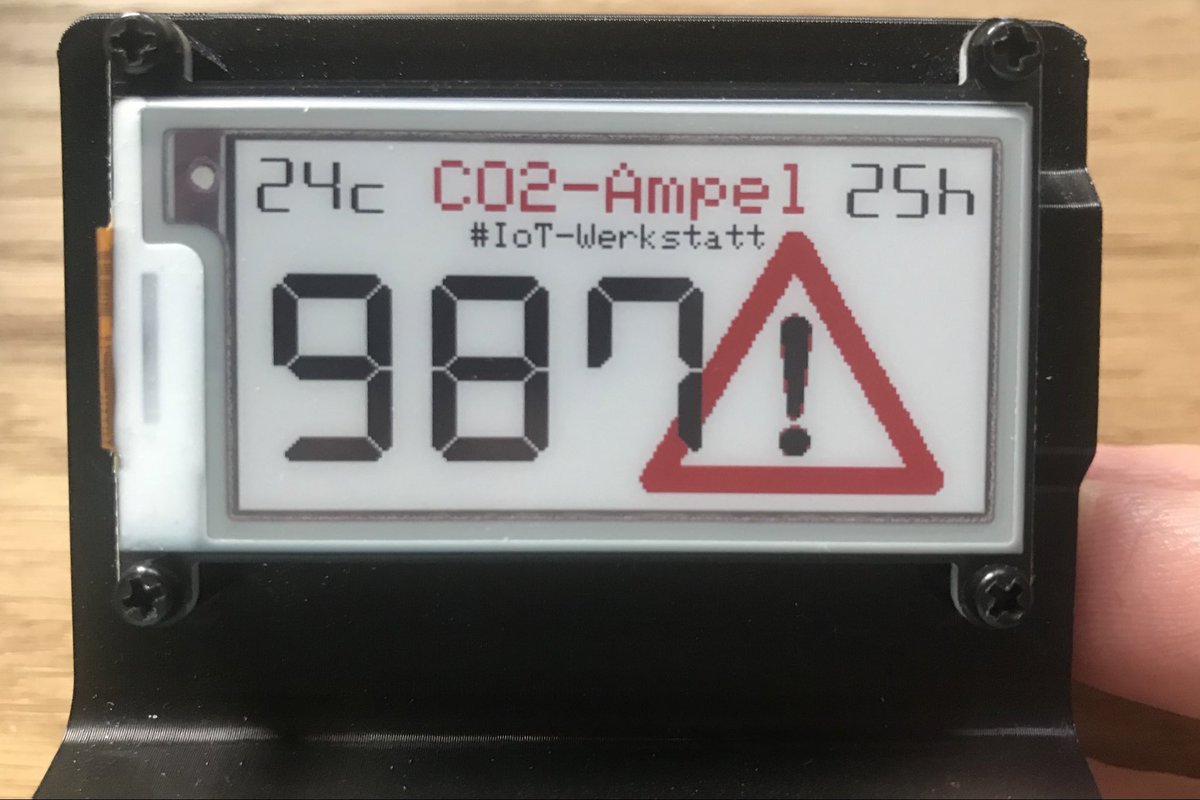 24c CO2-Ampel 25h
#IoT-Werkstatt
987 !